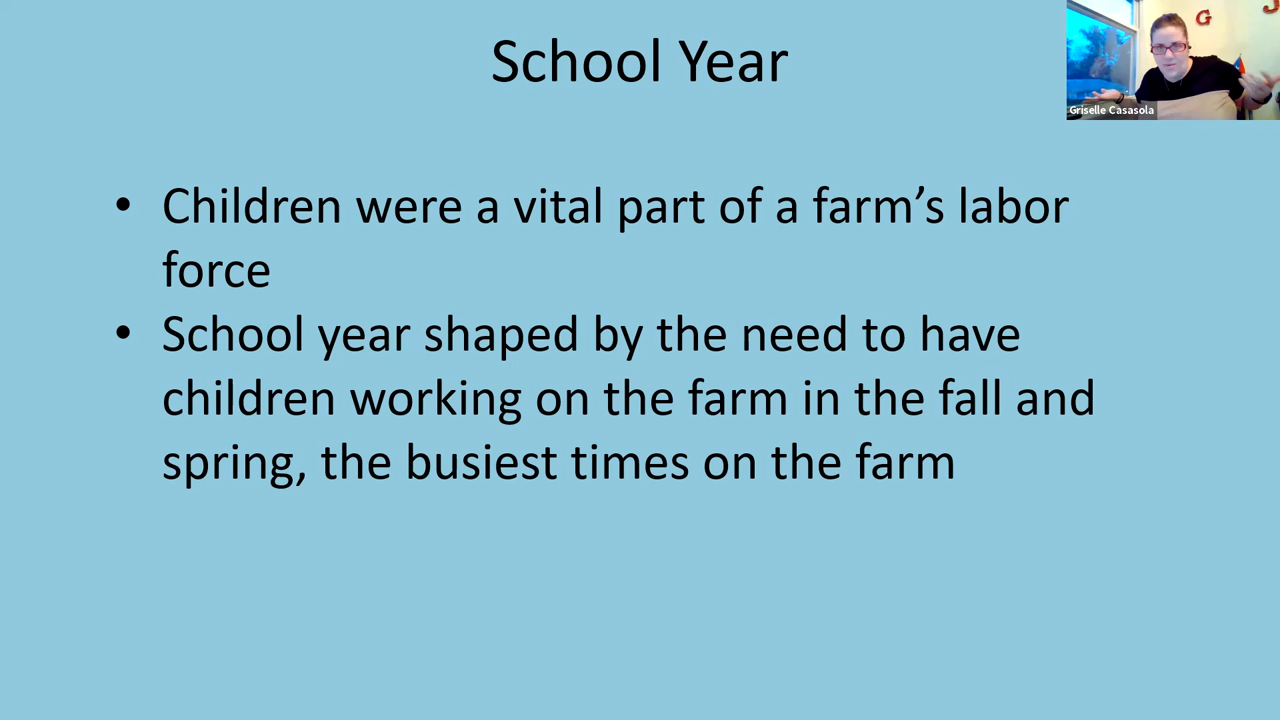 School Year
G
J
Griselle Casasola
• Children were a vital part of a farm’s labor
force
• School year shaped by the need to have
children working on the farm in the fall and
spring, the busiest times on the farm